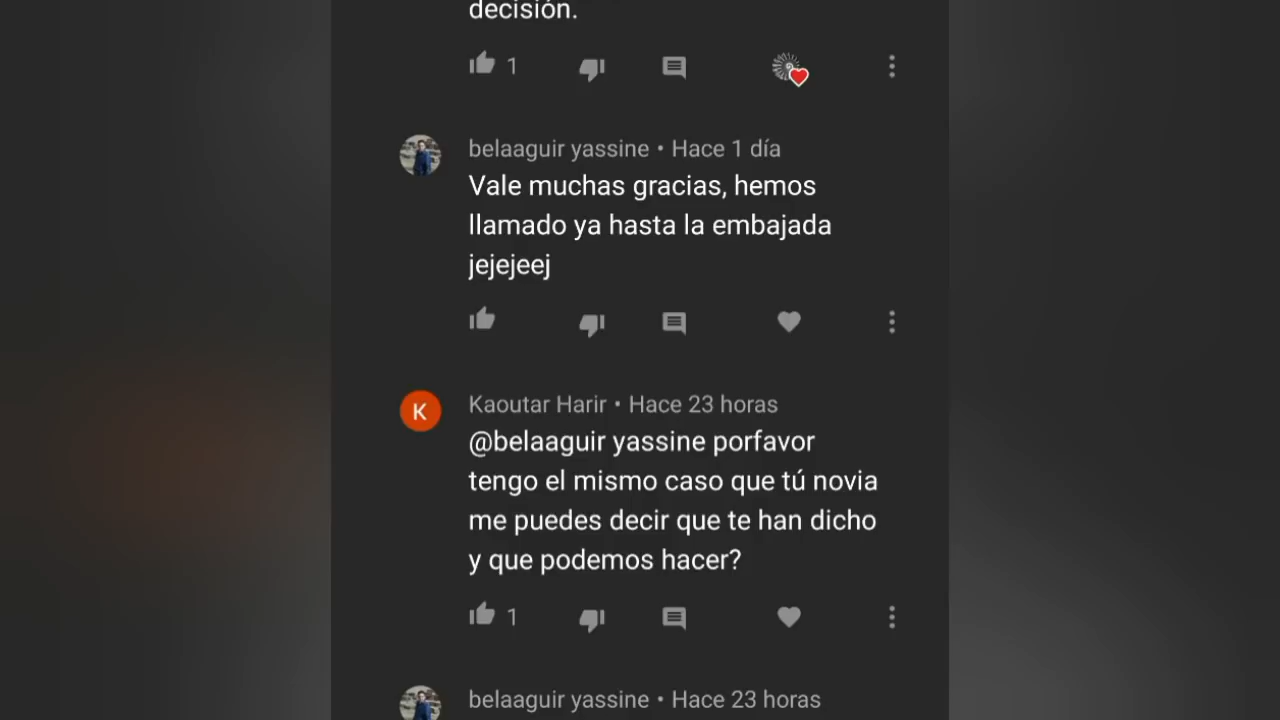 decisión.
1
belaaguir yassine • Hace 1 día
Vale muchas gracias, hemos
llamado ya hasta la embajada
jejejeej
K
Kaoutar Harir • Hace 23 horas
@belaaguir yassine porfavor
tengo el mismo caso que tú novia
me puedes decir que te han dicho
y que podemos hacer?
1
belaaguir yassine • Hace 23 horas